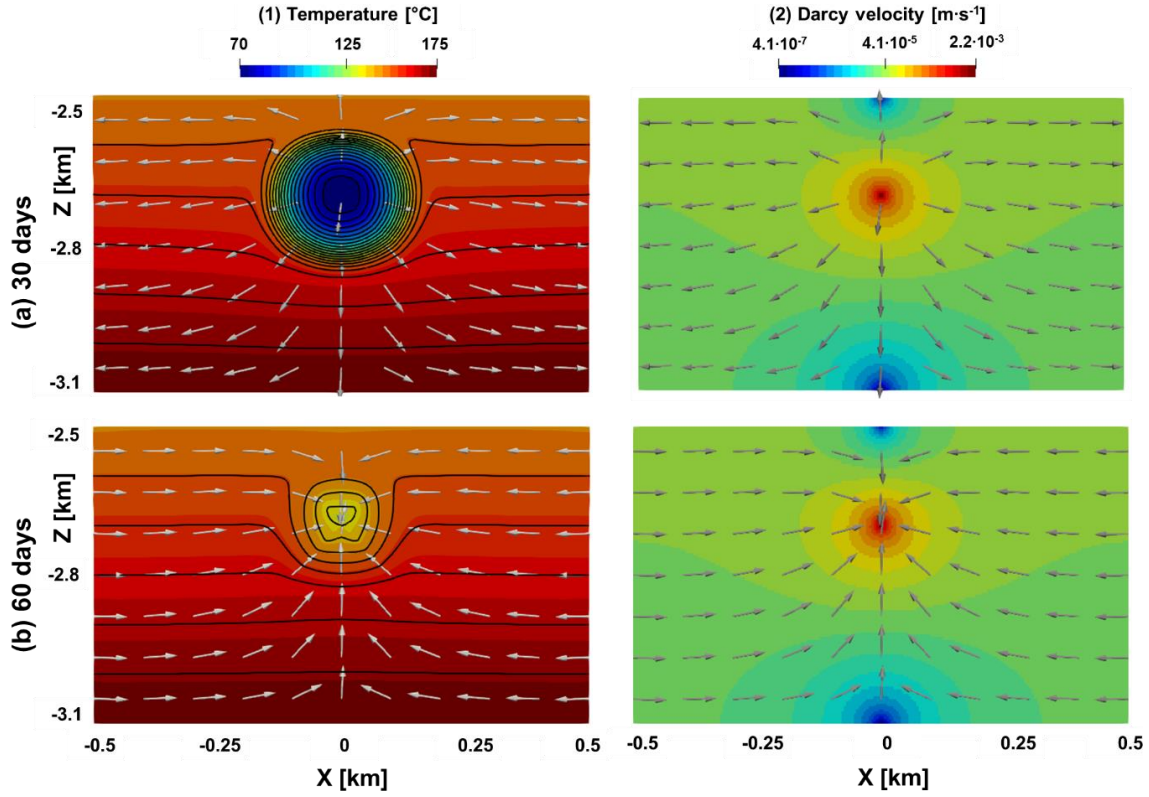 (1) Temperature [°C]
70 125 175
(2) Darcy velocity [m·s⁻¹]
4.1·10⁻⁷ 4.1·10⁻⁵ 2.2·10⁻³
(a) 30 days
Z [km]
-2.5
-2.8
-3.1
(b) 60 days
Z [km]
-2.5
-2.8
-3.1
-0.5 -0.25 0 0.25 0.5
X [km]
-0.5 -0.25 0 0.25 0.5
X [km]